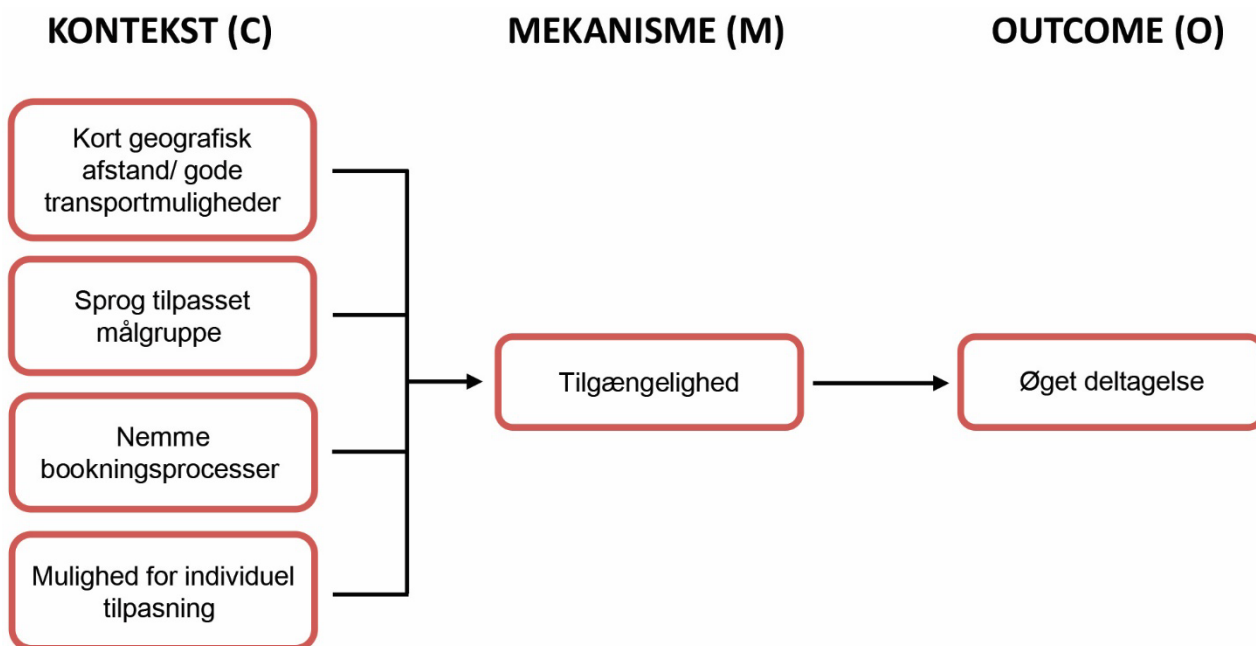 KONTEKST (C)
MEKANISME (M)
OUTCOME (O)
Kort geografisk
afstand/ gode
transportmuligheder
Sprog tilpasset
målgruppe
Nemme
bookningsprocesser
Mulighed for individuel
tilpasning
Tilgængelighed
Øget deltagelse